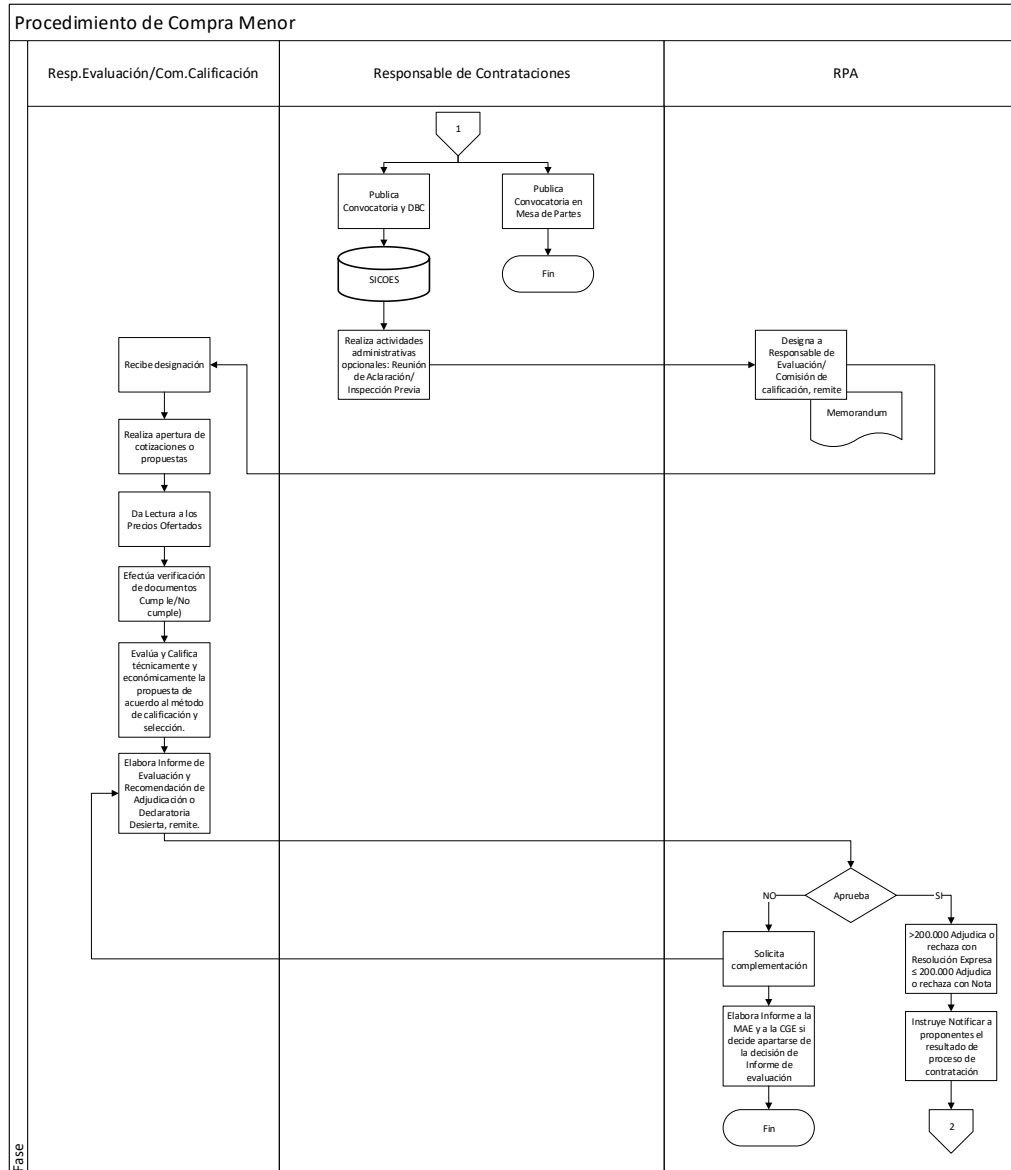 Procedimiento de Compra Menor
Resp.Evaluación/Com.Calificación
Responsable de Contrataciones
RPA
1
Publica
Convocatoria y DBC
Publica
Convocatoria en
Mesa de Partes
SICOES
Fin
Realiza actividades
administrativas
opcionales: Reunión
de Aclaración/
Inspección Previa
Designa a
Responsable de
Evaluación/
Comisión de
calificación, remite
Memorandum
Recibe designación
Realiza apertura de
cotizaciones o
propuestas
Da Lectura a los
Precios Ofertados
Efectúa verificación
de documentos
Cump le/No
cumple)
Evalúa y Califica
técnicamente y
económicamente la
propuesta de
acuerdo al método
de calificación y
selección.
Elabora Informe de
Evaluación y
Recomendación de
Adjudicación o
Declaratoria
Desierta, remite.
Aprueba
NO
SI
Solicita
complementación
>200.000 Adjudica o
rechaza con
Resolución Expresa
≤ 200.000 Adjudica
o rechaza con Nota
Elabora Informe a la
MAE y a la CGE si
decide apartarse de
la decisión de
Informe de
evaluación
Instruye Notificar a
proponentes el
resultado de
proceso de
contratación
Fin
2
Fase